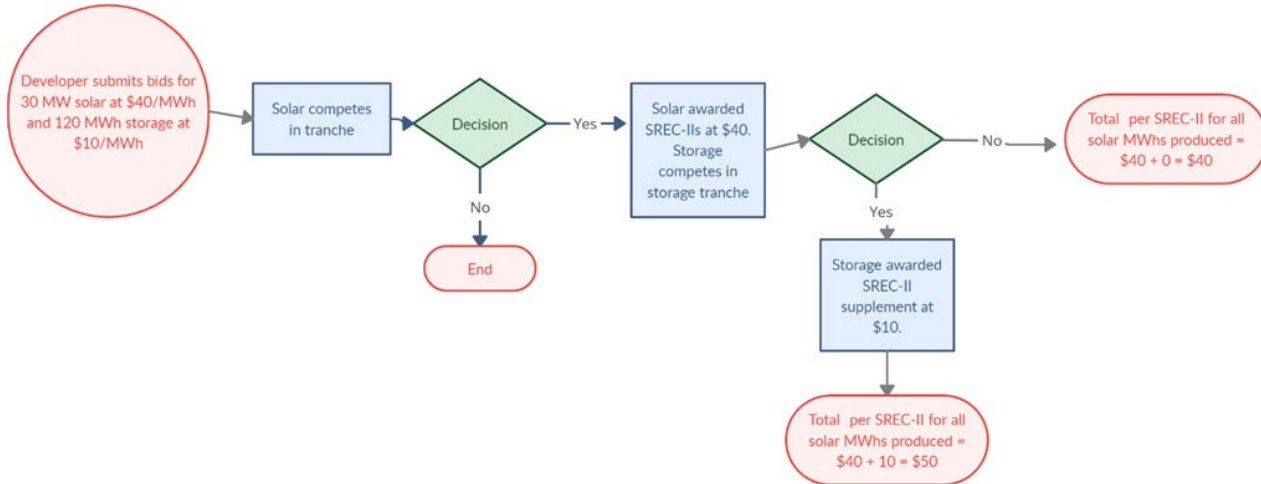 Developer submits bids for
30 MW solar at $40/MWh
and 120 MWh storage at
$10/MWh
Solar competes
in tranche
Decision
Yes
No
End
Solar awarded
SREC-IIs at $40.
Storage
competes in
storage tranche
Decision
No
Total per SREC-II for all
solar MWhs produced =
$40 + 0 = $40
Yes
Storage awarded
SREC-II
supplement at
$10.
Total per SREC-II for all
solar MWhs produced =
$40 + 10 = $50